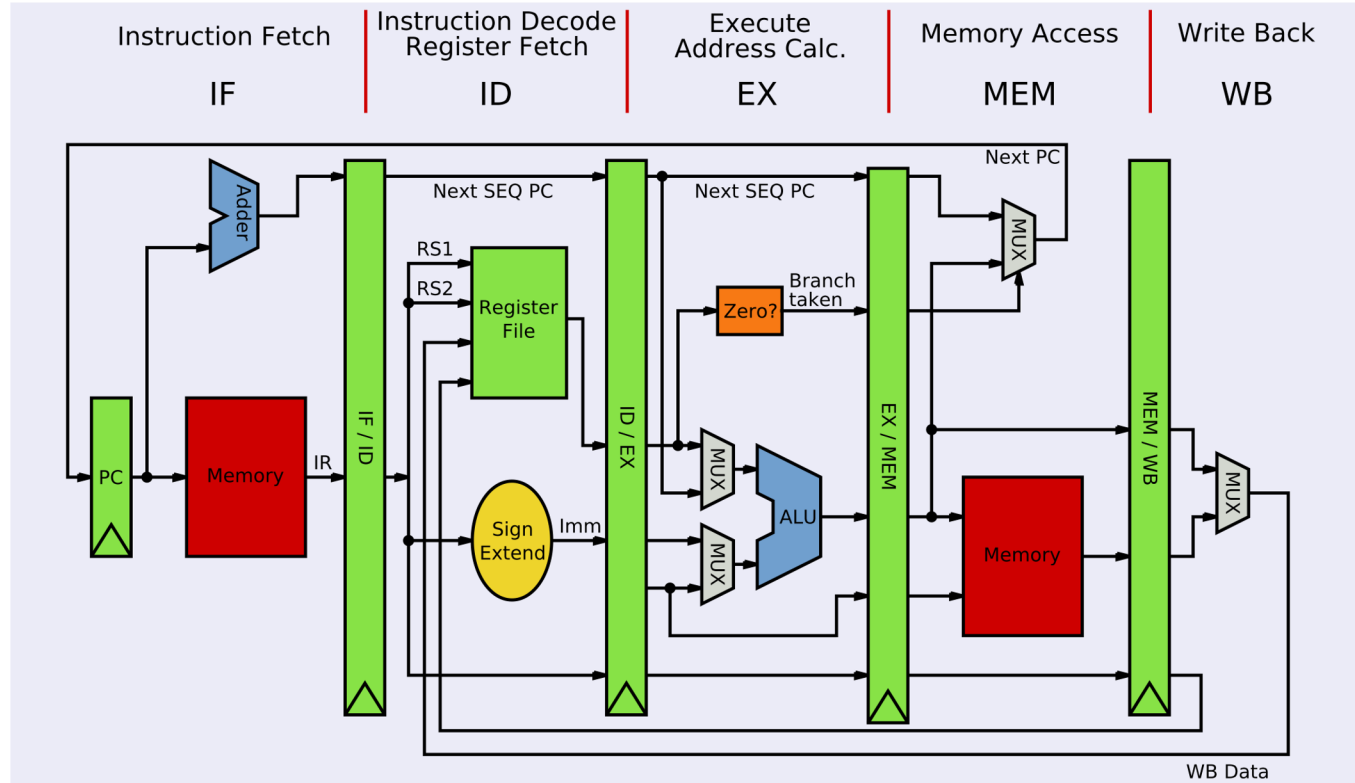 Instruction Fetch
Instruction Decode
Register Fetch
Execute
Address Calc.
Memory Access
Write Back
IF
ID
EX
MEM
WB
Next PC
Adder
Next SEQ PC
Next SEQ PC
MUX
RS1
RS2
Register
File
Branch
taken
Zero?
PC
Memory
IR
IF / ID
Sign
Extend
Imm
ID / EX
MUX
MUX
ALU
EX / MEM
Memory
MEM / WB
MUX
WB Data